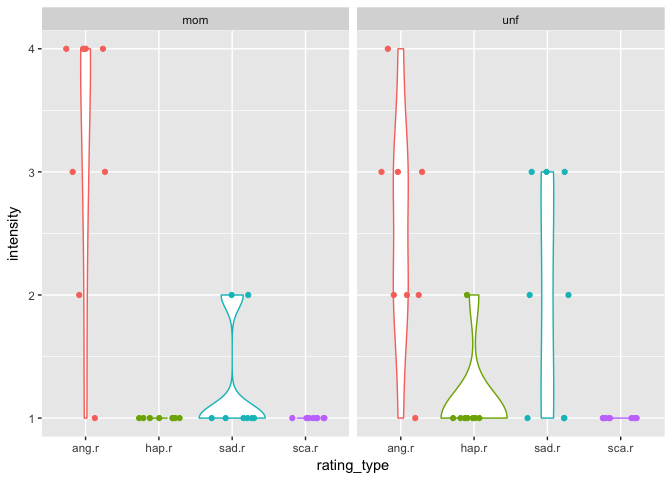 mom unf
4
3
2
1
intensity
ang.r hap.r sad.r sca.r ang.r hap.r sad.r sca.r
rating_type